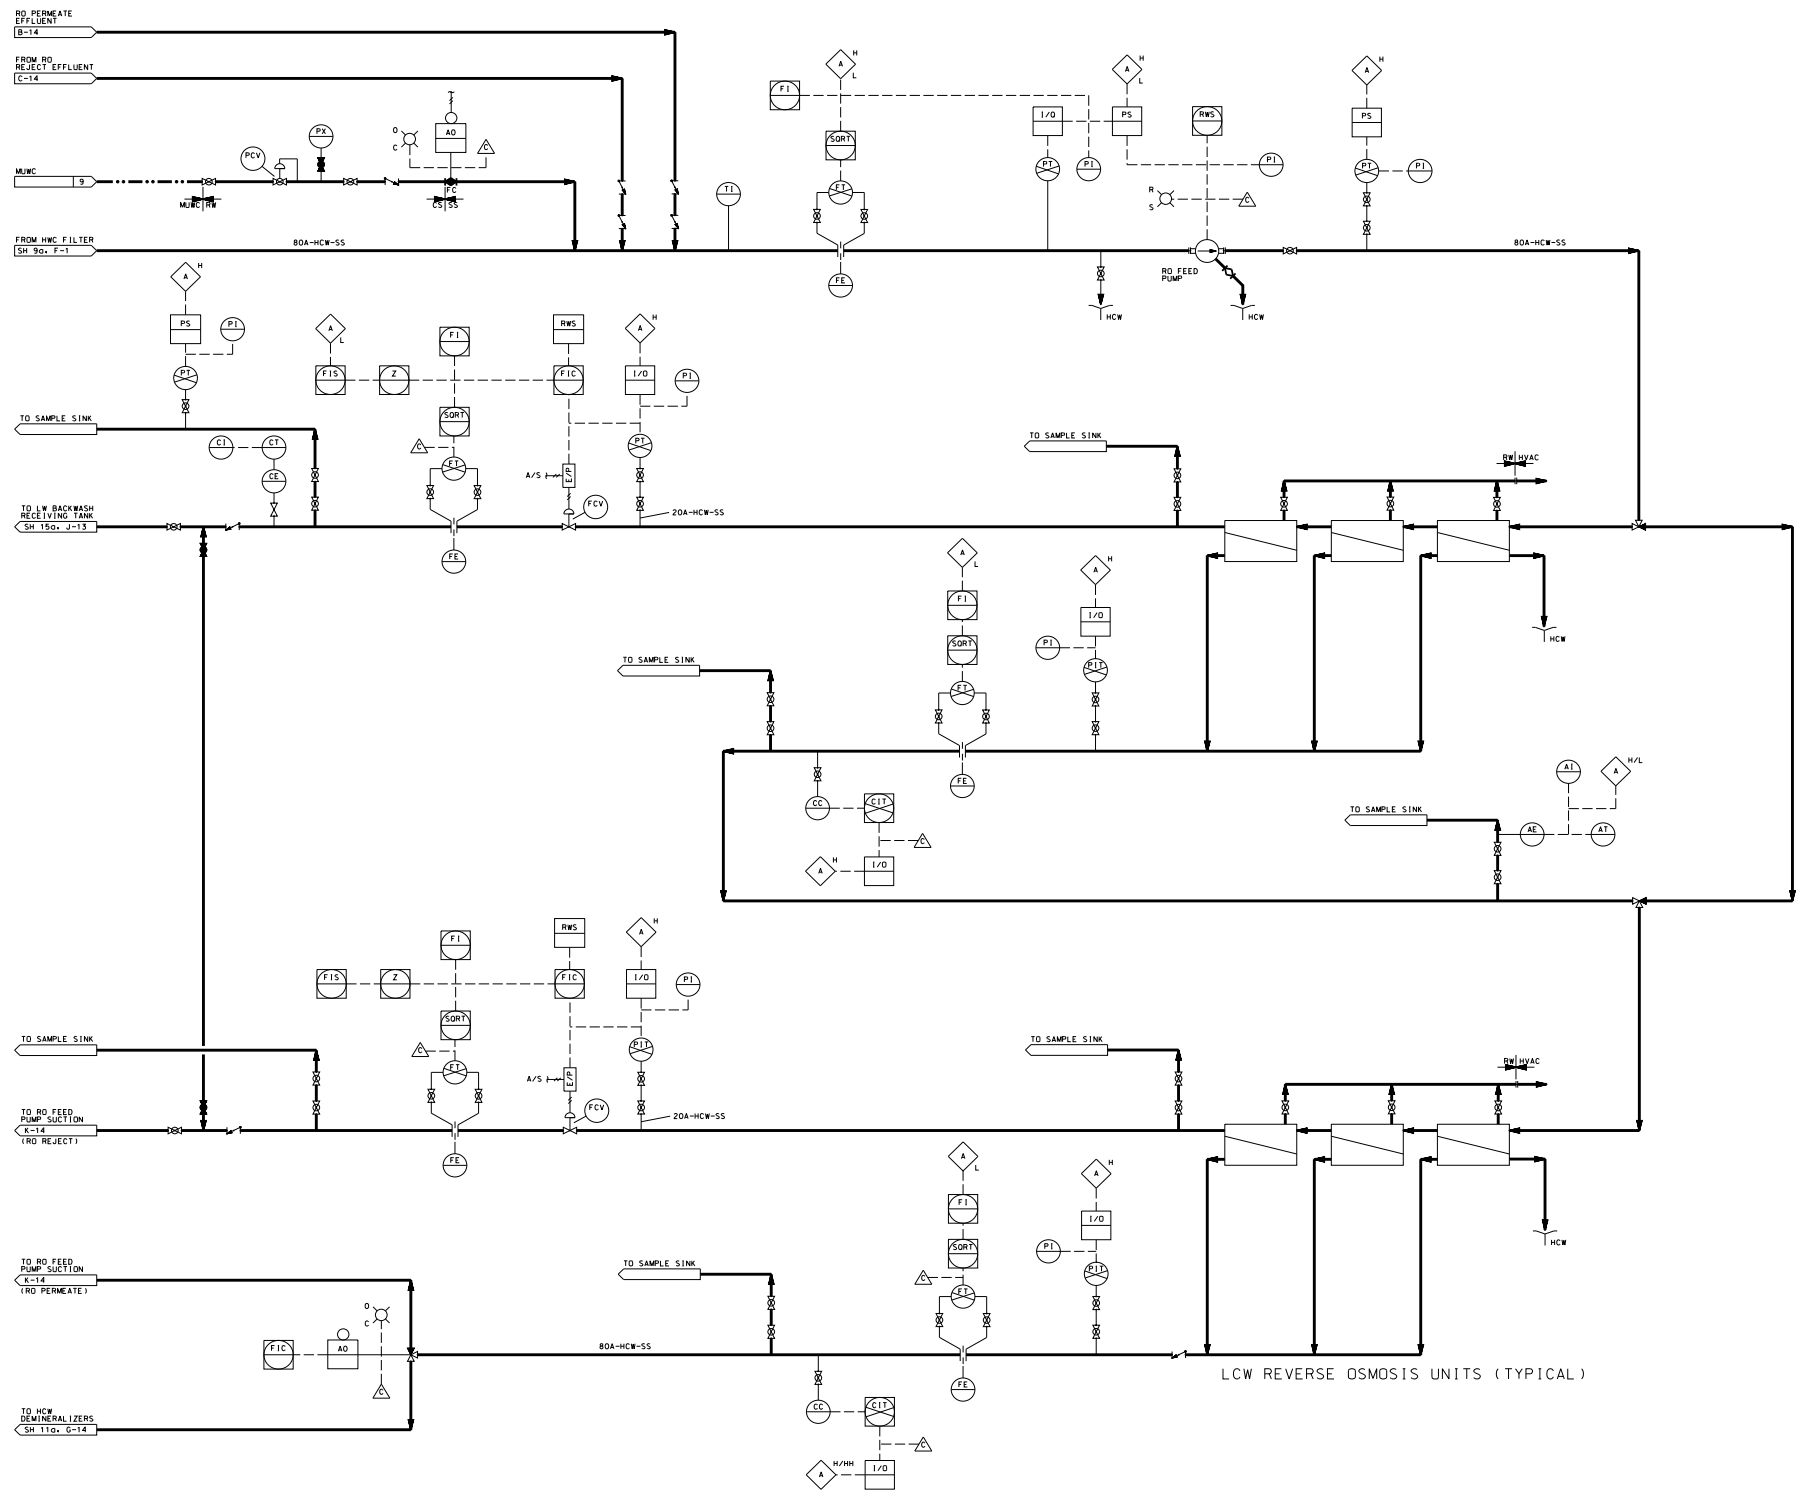 RO PERMEATE
EFFLUENT
B-14
FROM RO
REJECT EFFLUENT
C-14
MUWC
9
MUWC RW
PCV
PX
O
C
AO
C
FC
CS SS
FROM HWC FILTER
SH 9a. F-1
80A-HCW-SS
TI
FI
A
H
L
SQRT
FT
FE
I/O
PT
PI
A
H
L
PS
RWS
PI
R
S
C
RO FEED
PUMP
HCW
HCW
A
H
PS
PT
PI
80A-HCW-SS
A
H
PS
PI
PT
TO SAMPLE SINK
CI
CT
CE
TO LW BACKWASH
RECEIVING TANK
SH 15a. J-13
A
L
FIS
Z
FI
SQRT
C
FT
FE
RWS
FIC
A/S
E/P
FCV
A
H
I/O
PI
PT
20A-HCW-SS
TO SAMPLE SINK
RW HVAC
HCW
A
L
FI
SQRT
FT
FE
A
H
I/O
PI
PIT
TO SAMPLE SINK
CC
CIT
C
A
H
I/O
TO SAMPLE SINK
AI
A
H/L
AE
AT
FIS
Z
FI
SQRT
C
FT
FE
RWS
FIC
A/S
E/P
FCV
A
H
I/O
PI
PIT
20A-HCW-SS
TO SAMPLE SINK
TO RO FEED
PUMP SUCTION
K-14
(RO REJECT)
TO SAMPLE SINK
RW HVAC
HCW
A
L
FI
SQRT
C
FT
FE
A
H
I/O
PI
PIT
TO RO FEED
PUMP SUCTION
K-14
(RO PERMEATE)
TO SAMPLE SINK
O
C
FIC
AO
C
80A-HCW-SS
LCW REVERSE OSMOSIS UNITS (TYPICAL)
TO HCW
DEMINERALIZERS
SH 11a. G-14
CC
CIT
C
A
H/HH
I/O